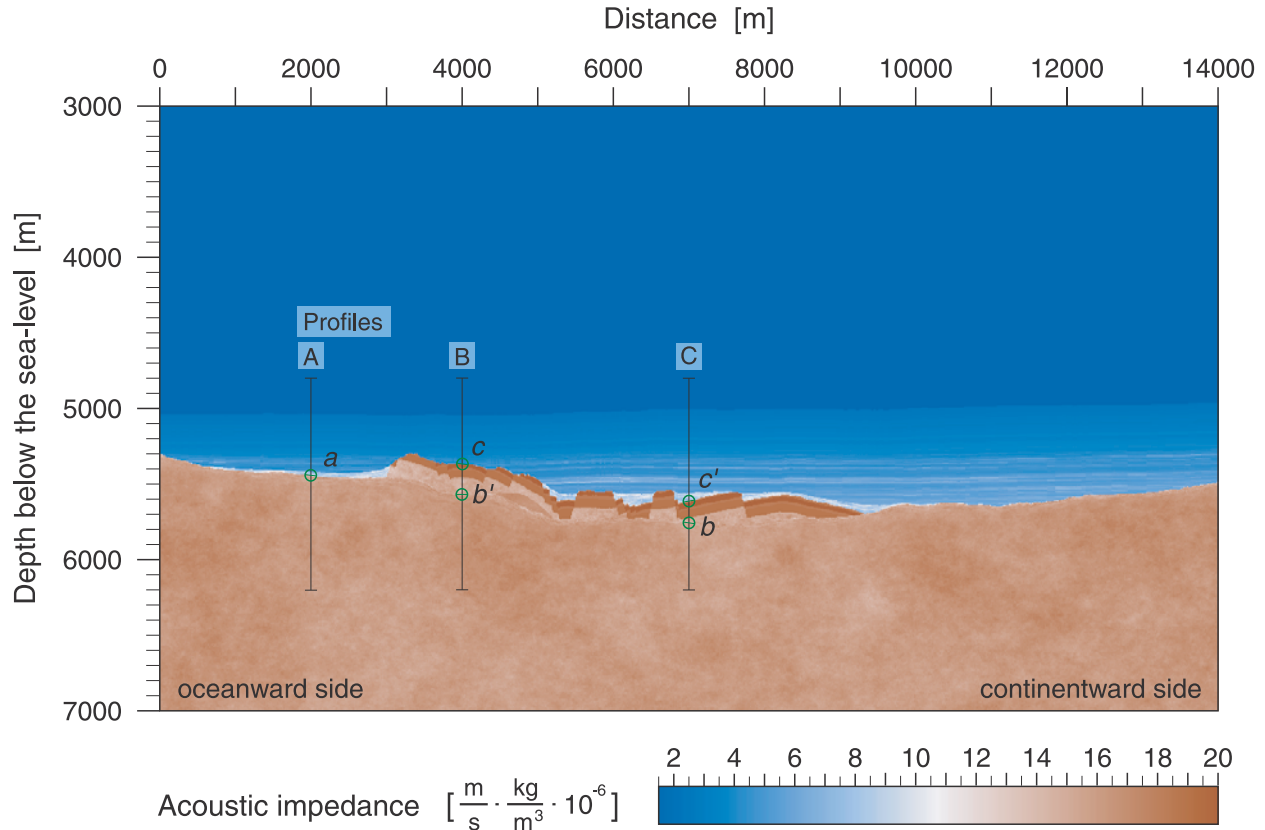 Distance [m]
0 2000 4000 6000 8000 10000 12000 14000
Depth below the sea-level [m]
3000
4000
5000
6000
7000
Profiles
A B C
a
c
b'
c'
b
oceanward side continentward side
2 4 6 8 10 12 14 16 18 20
Acoustic impedance [m/s · kg/m³ · 10⁻⁶]